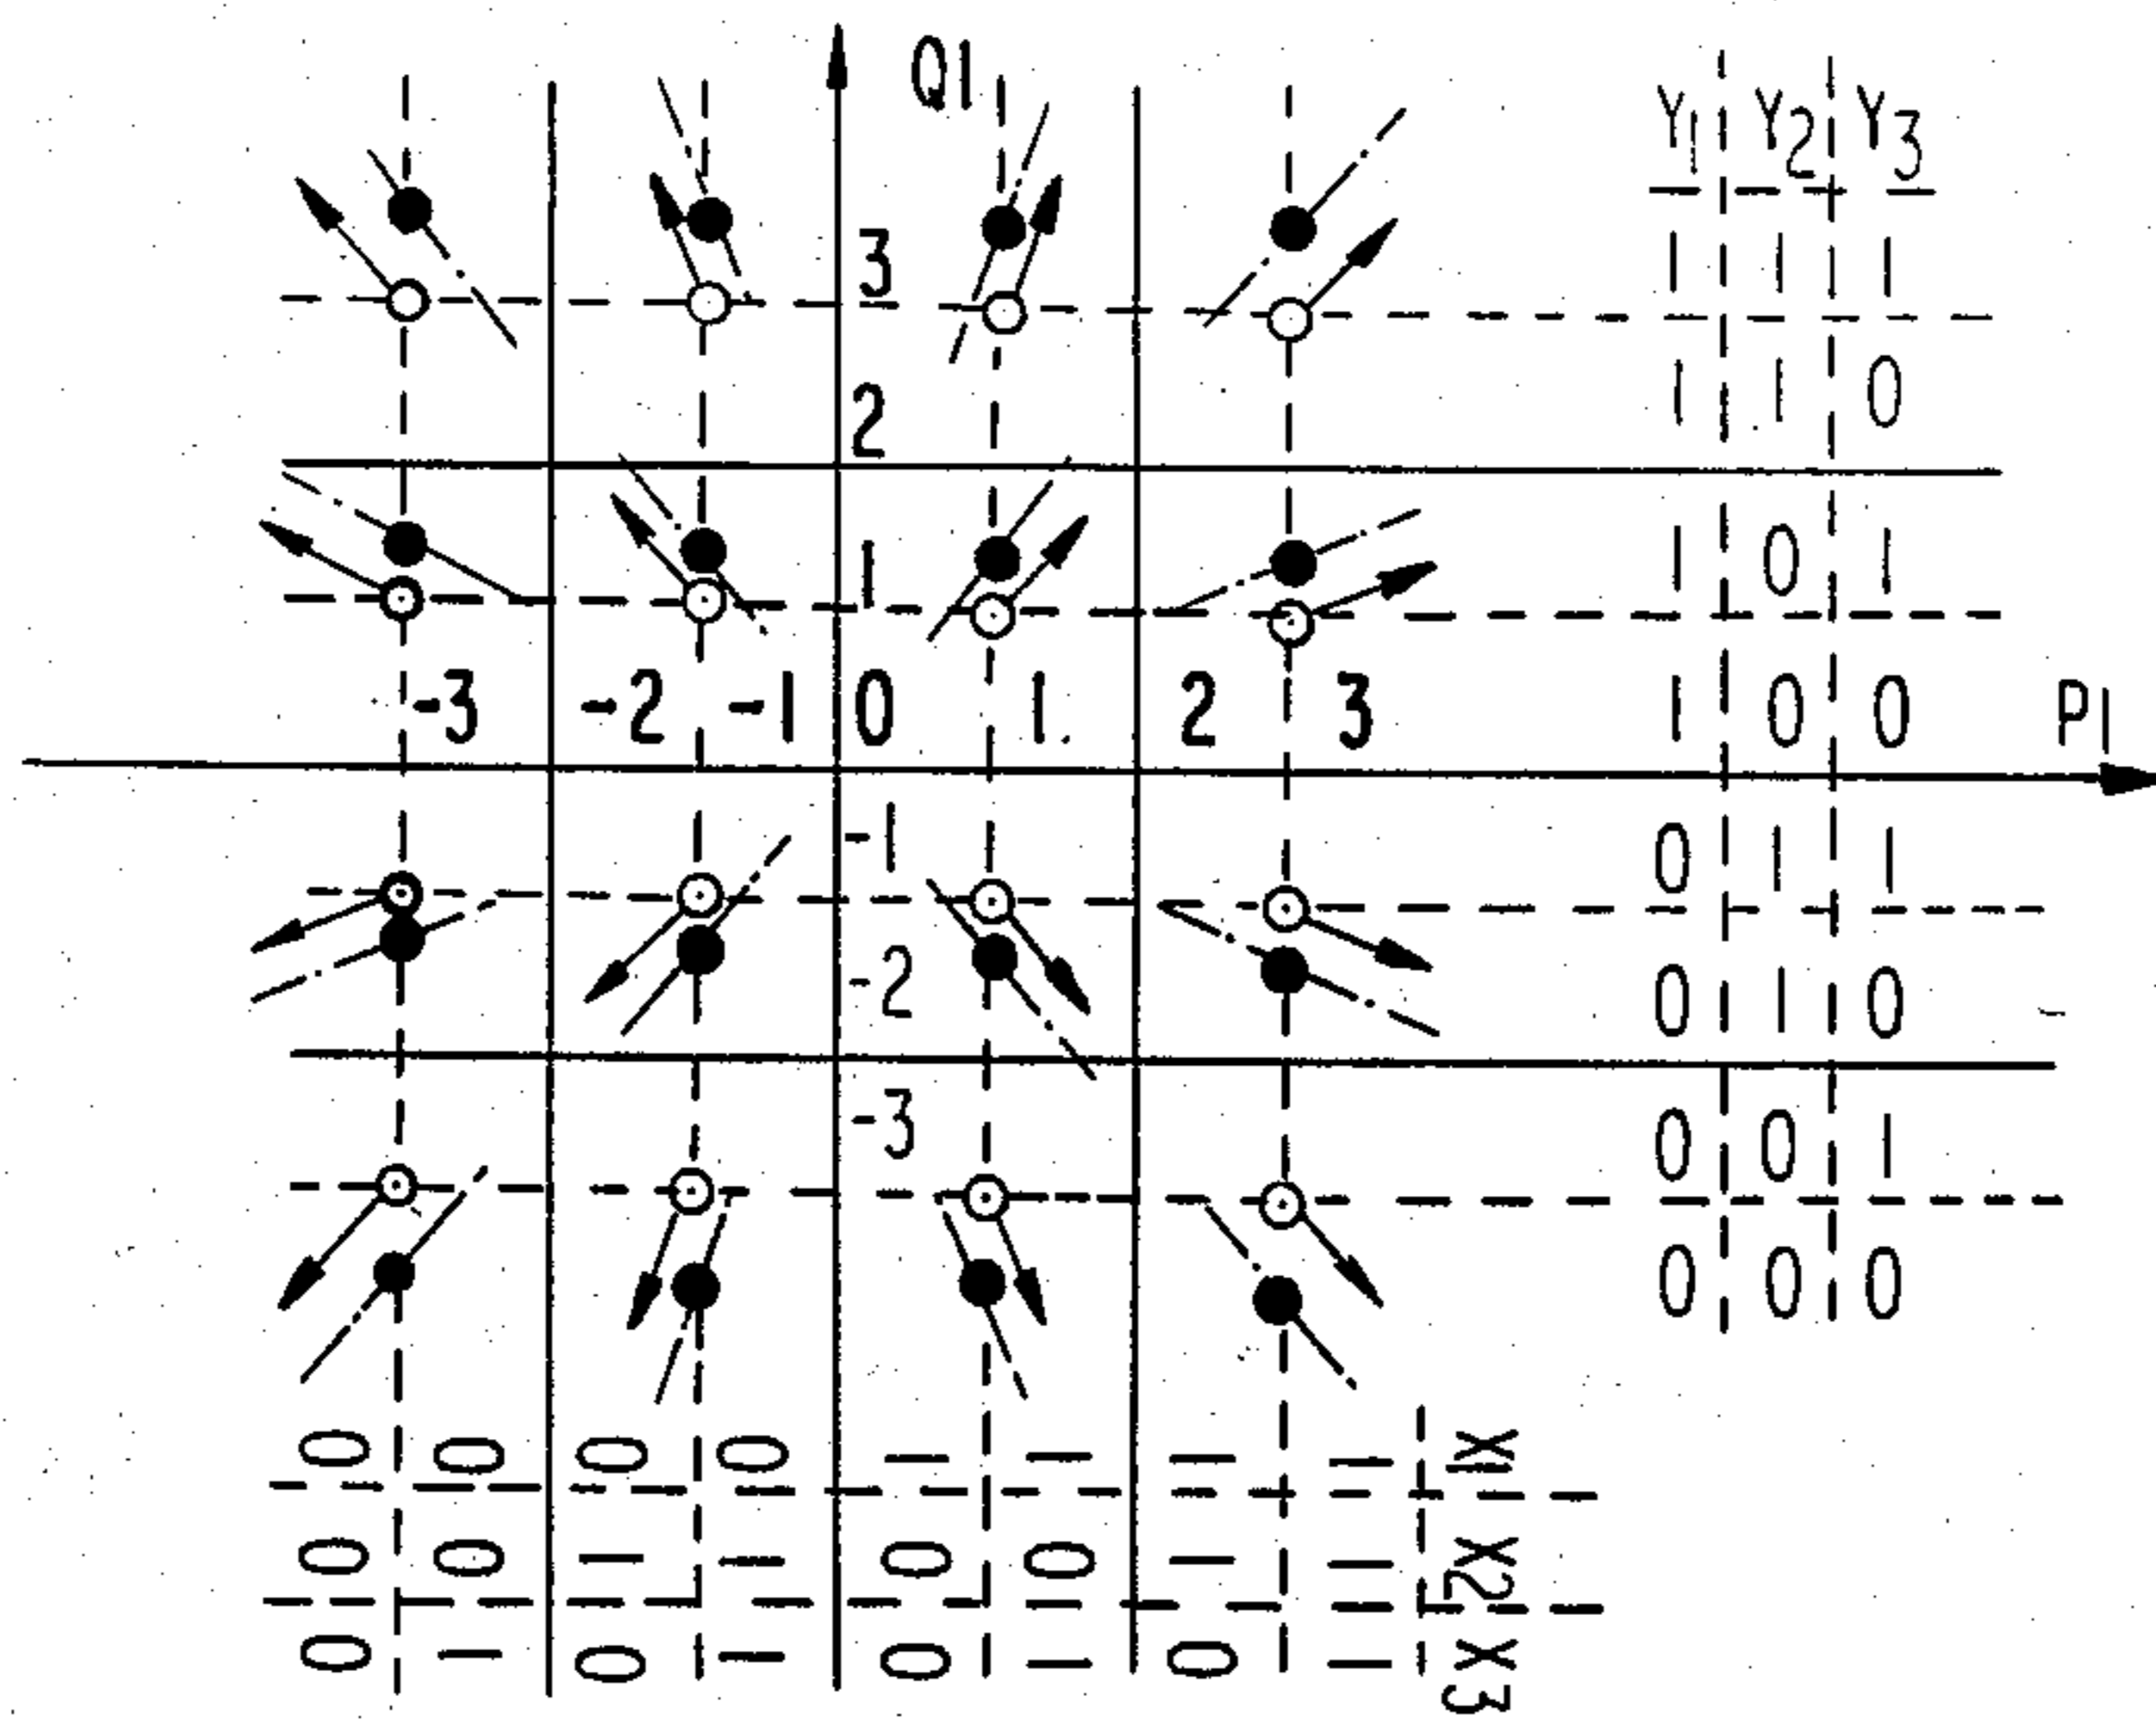 Q1 Y1 Y2 Y3
3 1 1 1
2 1 1 0
1 1 0 1
-3 -2 -1 0 1 2 3 1 0 0 P1
-1 0 1 1
-2 0 1 0
-3 0 0 1
0 0 0
0 0 0 0 1 1 1 1 X1
0 0 1 1 0 0 1 1 X2
0 1 0 1 0 1 0 1 X3